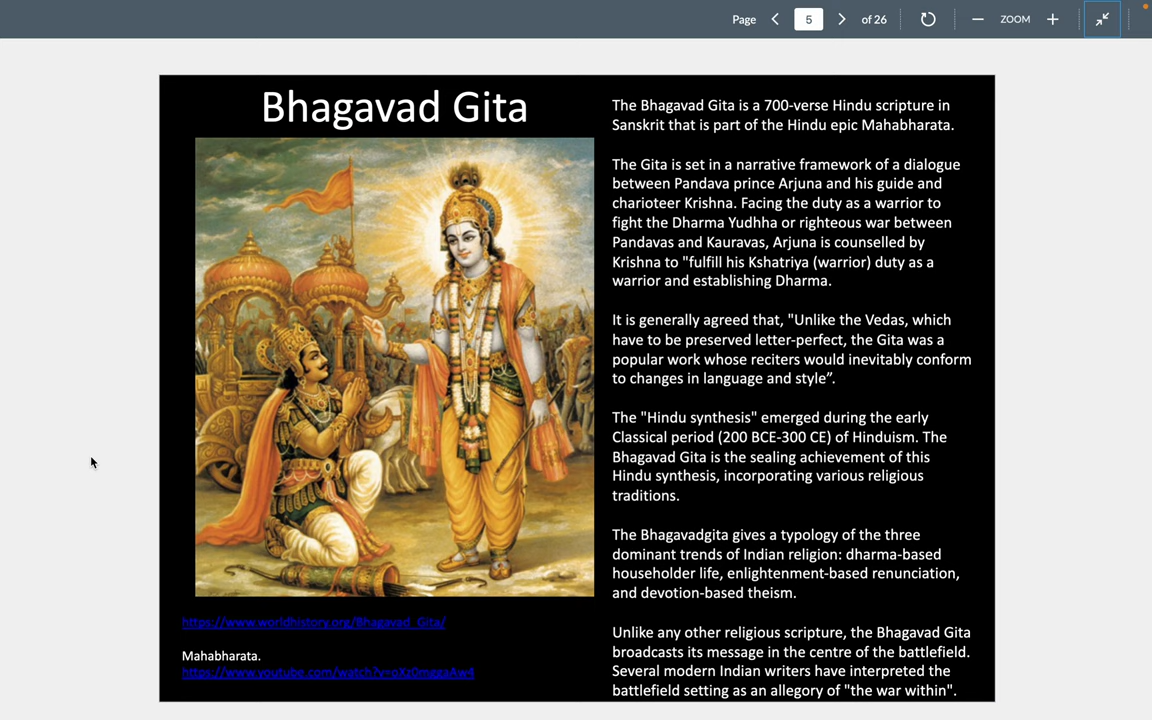 Page 5 of 26 ZOOM
Bhagavad Gita
The Bhagavad Gita is a 700-verse Hindu scripture in
Sanskrit that is part of the Hindu epic Mahabharata.
The Gita is set in a narrative framework of a dialogue
between Pandava prince Arjuna and his guide and
charioteer Krishna. Facing the duty as a warrior to
fight the Dharma Yudhha or righteous war between
Pandavas and Kauravas, Arjuna is counselled by
Krishna to "fulfill his Kshatriya (warrior) duty as a
warrior and establishing Dharma.
It is generally agreed that, "Unlike the Vedas, which
have to be preserved letter-perfect, the Gita was a
popular work whose reciters would inevitably conform
to changes in language and style”.
The "Hindu synthesis" emerged during the early
Classical period (200 BCE-300 CE) of Hinduism. The
Bhagavad Gita is the sealing achievement of this
Hindu synthesis, incorporating various religious
traditions.
The Bhagavadgita gives a typology of the three
dominant trends of Indian religion: dharma-based
householder life, enlightenment-based renunciation,
and devotion-based theism.
Unlike any other religious scripture, the Bhagavad Gita
broadcasts its message in the centre of the battlefield.
Several modern Indian writers have interpreted the
battlefield setting as an allegory of "the war within".
https://www.worldhistory.org/Bhagavad_Gita/
Mahabharata.